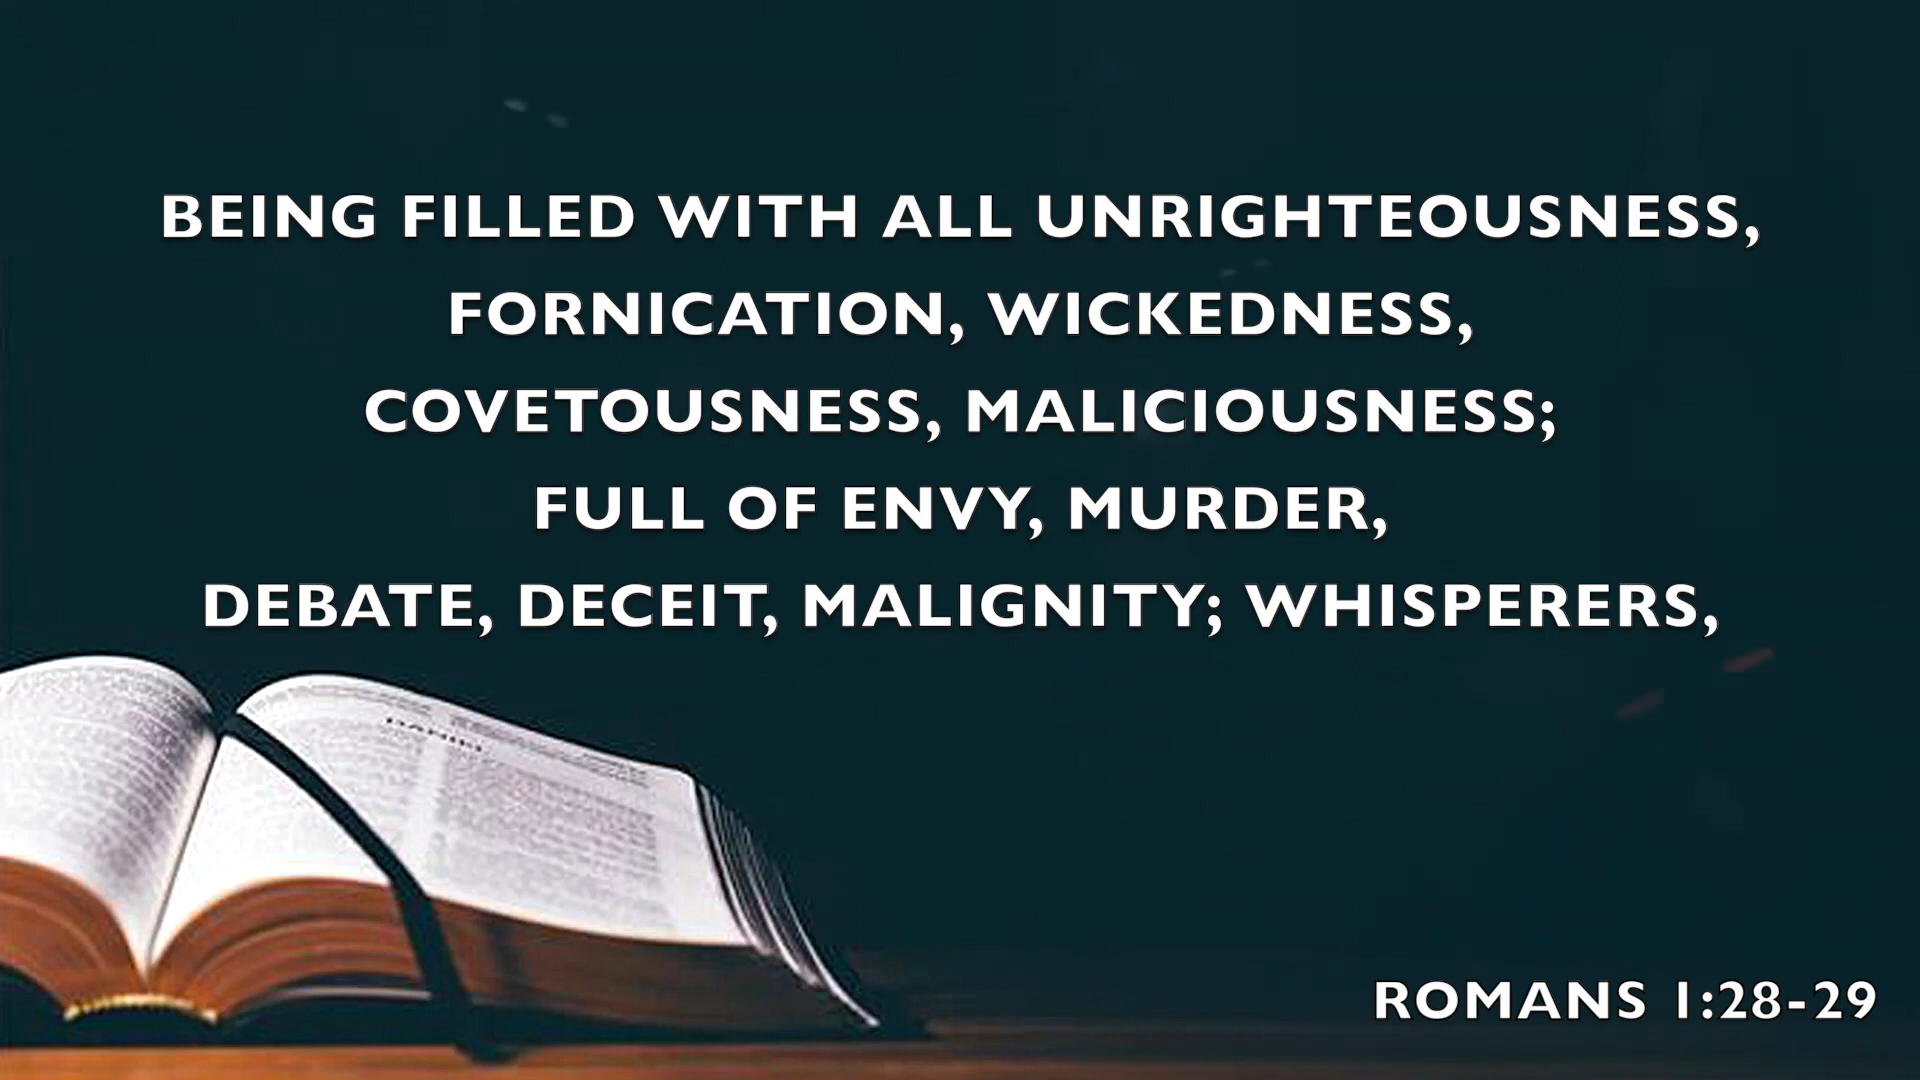 BEING FILLED WITH ALL UNRIGHTEOUSNESS,
FORNICATION, WICKEDNESS,
COVETOUSNESS, MALICIOUSNESS;
FULL OF ENVY, MURDER,
DEBATE, DECEIT, MALIGNITY; WHISPERERS,
DANIEL
ROMANS 1:28-29